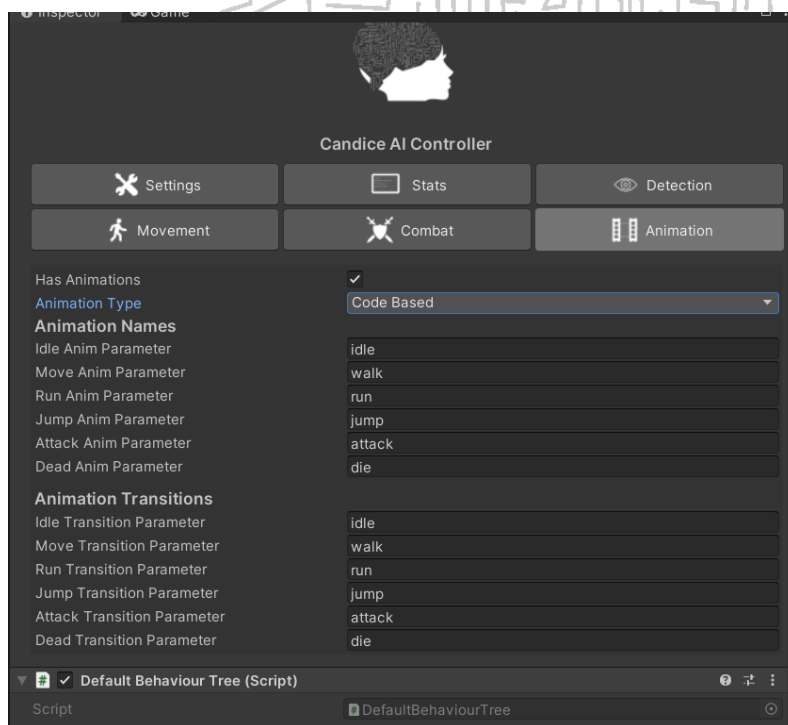 Inspector Game
Candice AI Controller
Settings Stats Detection
Movement Combat Animation
Has Animations
Animation Type Code Based
Animation Names
Idle Anim Parameter idle
Move Anim Parameter walk
Run Anim Parameter run
Jump Anim Parameter jump
Attack Anim Parameter attack
Dead Anim Parameter die
Animation Transitions
Idle Transition Parameter idle
Move Transition Parameter walk
Run Transition Parameter run
Jump Transition Parameter jump
Attack Transition Parameter attack
Dead Transition Parameter die
# Default Behaviour Tree (Script)
Script # DefaultBehaviourTree